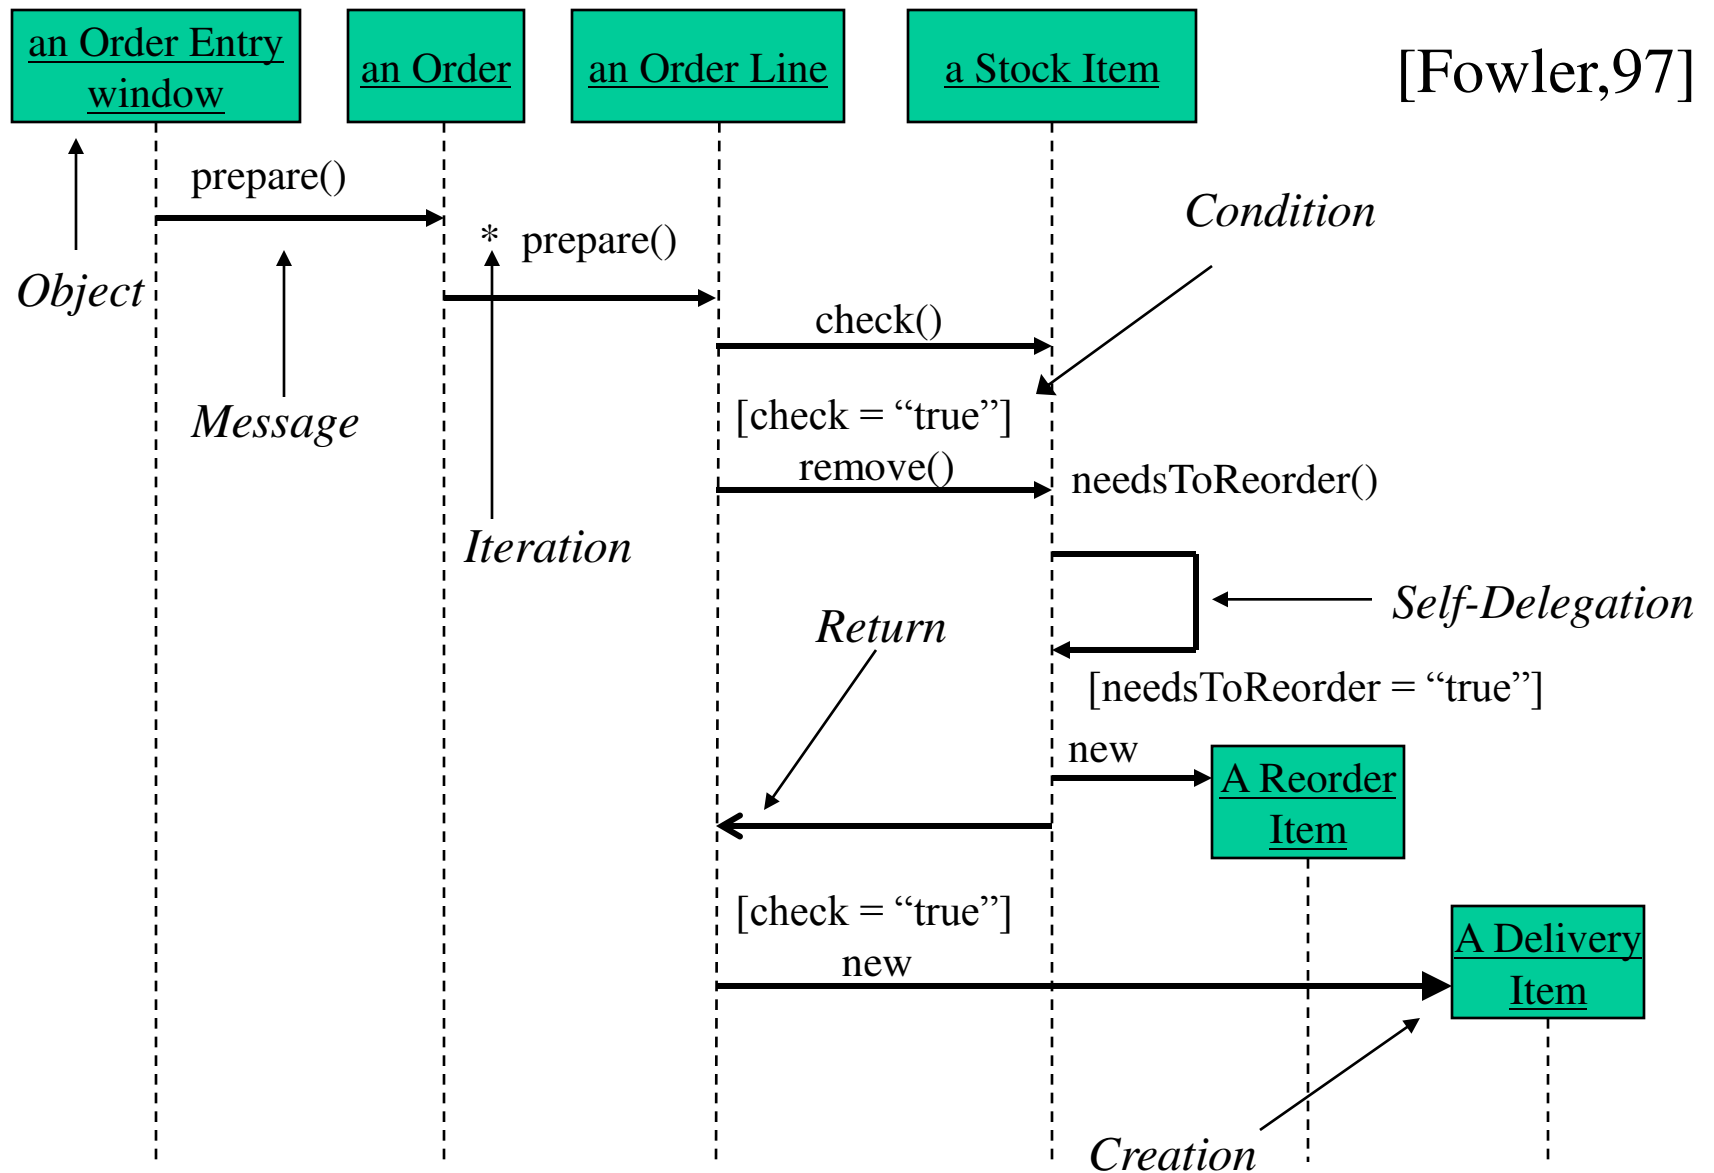 an Order Entry
window
an Order
an Order Line
a Stock Item
[Fowler,97]
prepare()
* prepare()
Condition
Object
check()
Message
[check = “true”]
remove()
needsToReorder()
Iteration
Self-Delegation
Return
[needsToReorder = “true”]
new
A Reorder
Item
[check = “true”]
new
A Delivery
Item
Creation